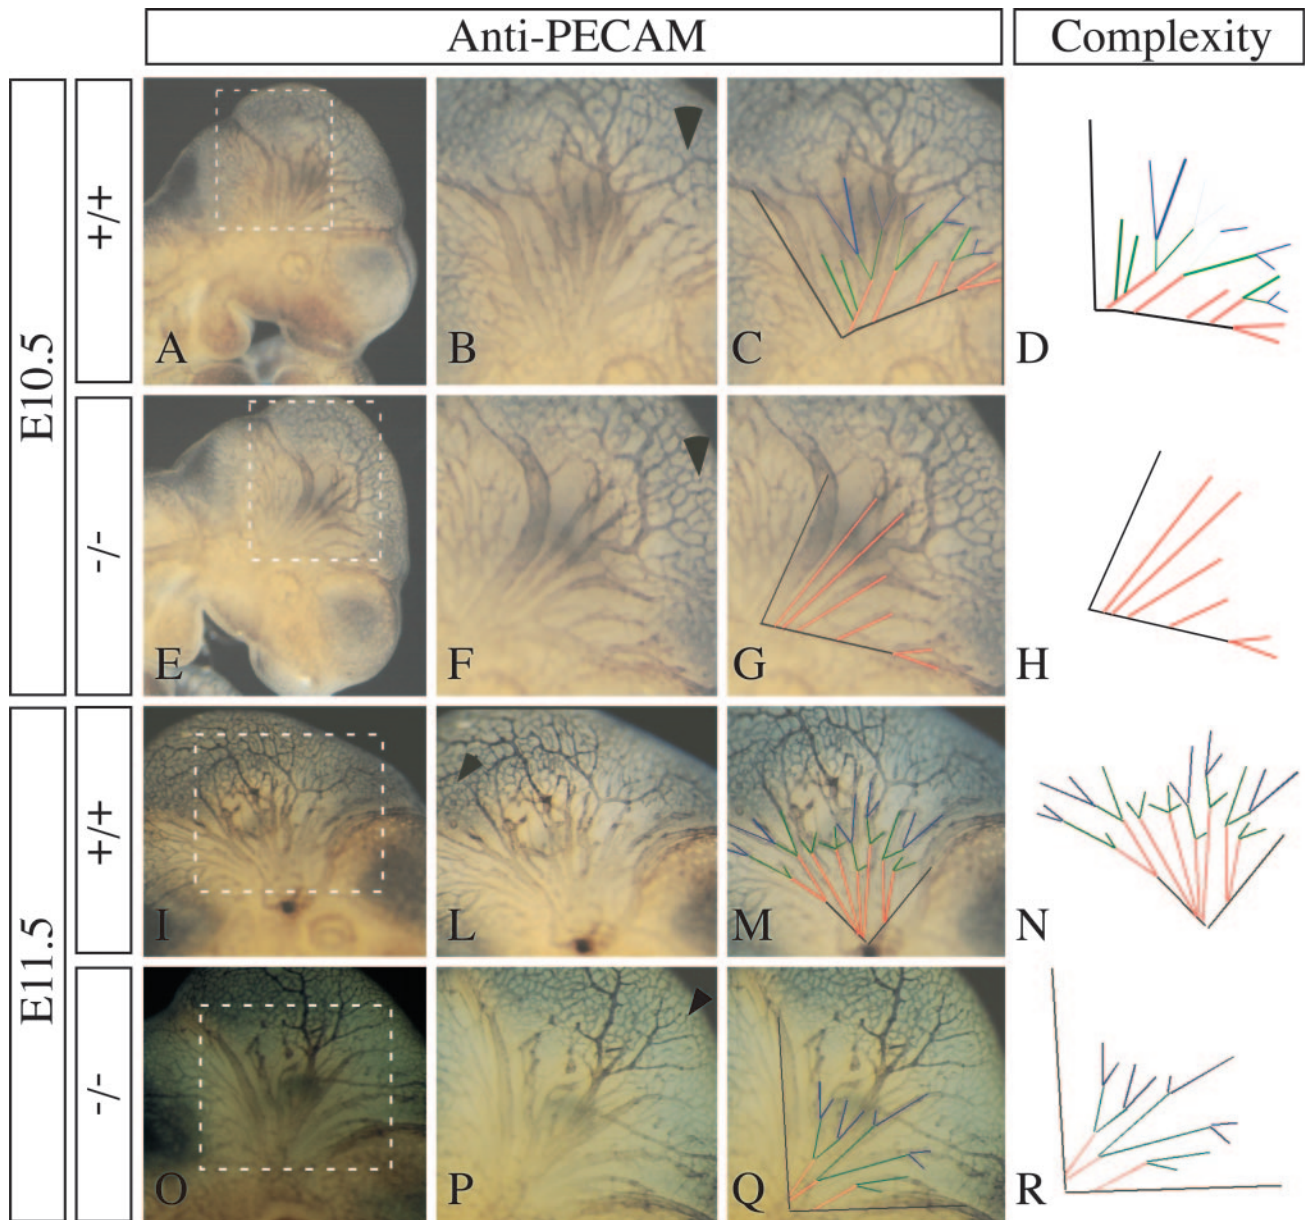 Anti-PECAM
Complexity
E10.5
+/+
A
B
C
D
-/-
E
F
G
H
E11.5
+/+
I
L
M
N
-/-
O
P
Q
R